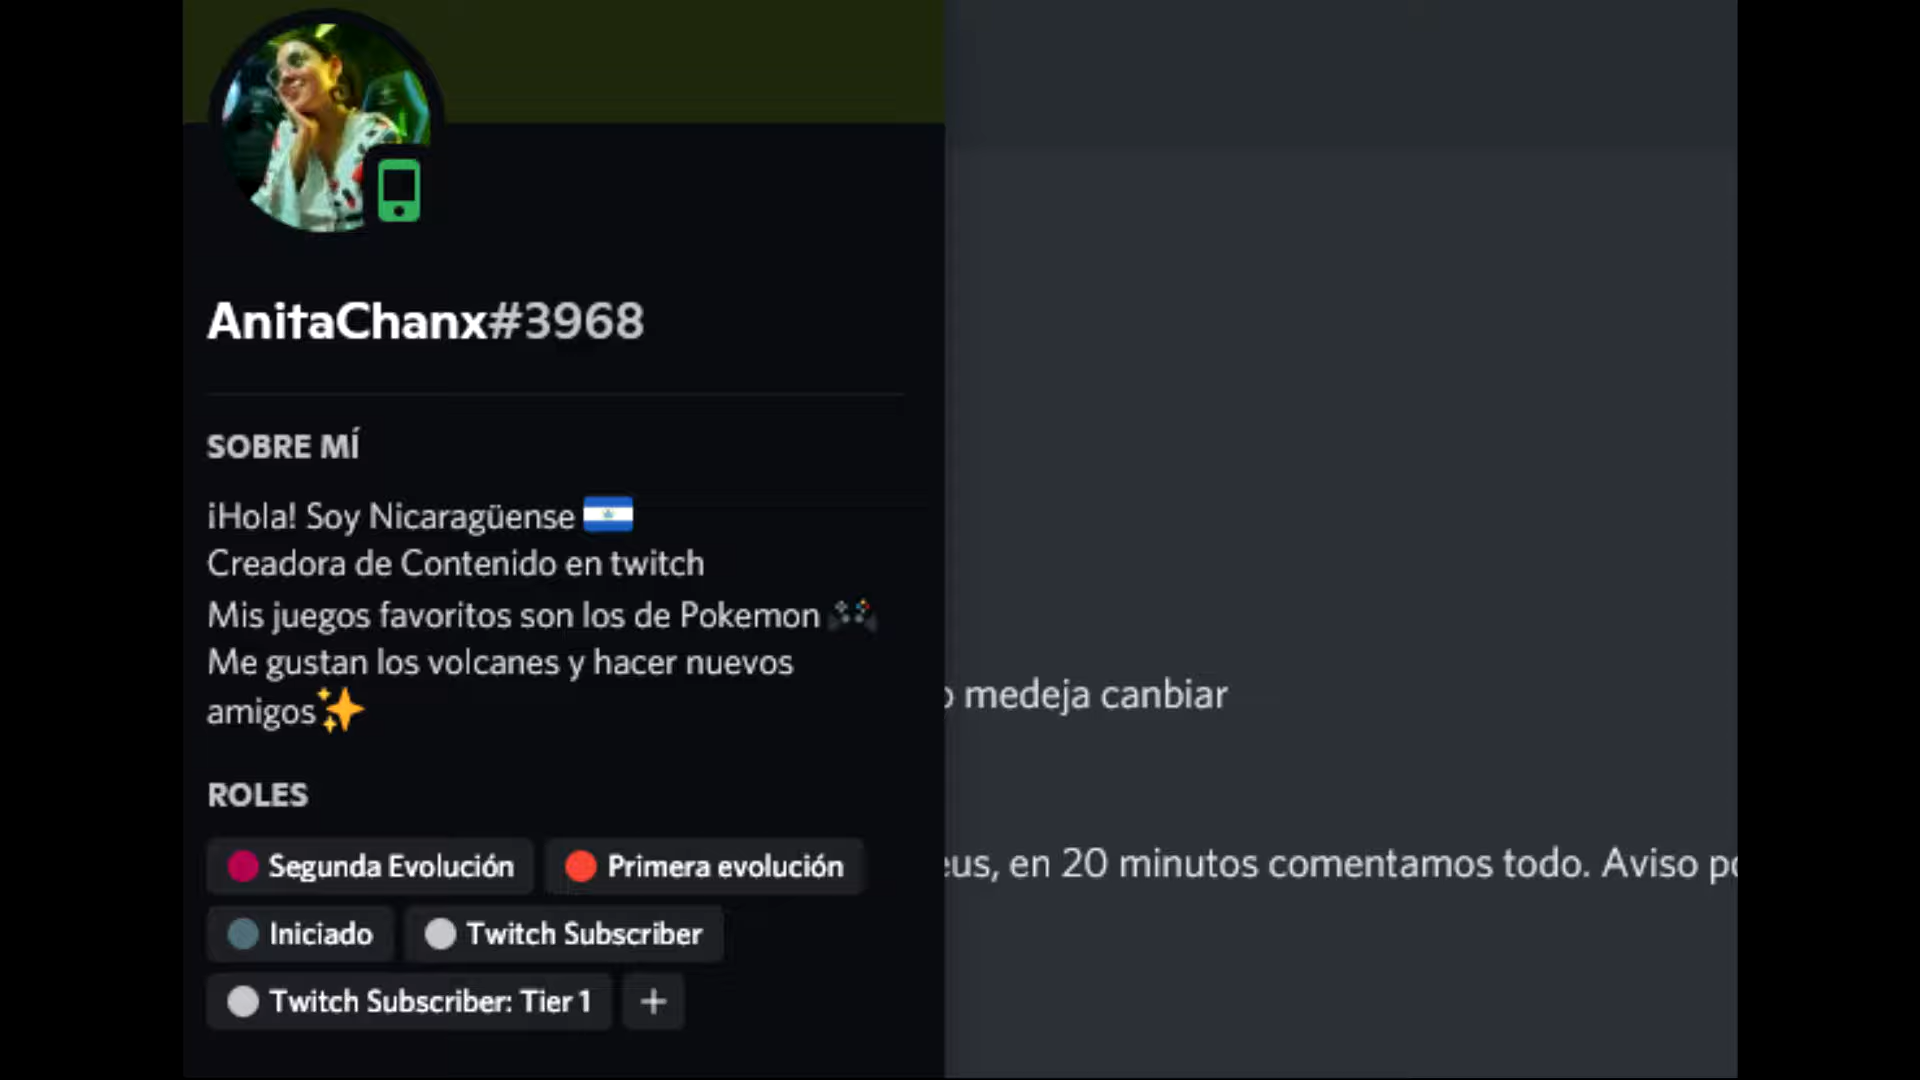 AnitaChanx#3968
SOBRE MÍ
¡Hola! Soy Nicaragüense 🇳🇮
Creadora de Contenido en twitch
Mis juegos favoritos son los de Pokemon 🎮
Me gustan los volcanes y hacer nuevos
amigos✨
ROLES
Segunda Evolución
Primera evolución
Iniciado
Twitch Subscriber
Twitch Subscriber: Tier 1
+
medeja canbiar
en 20 minutos comentamos todo. Aviso